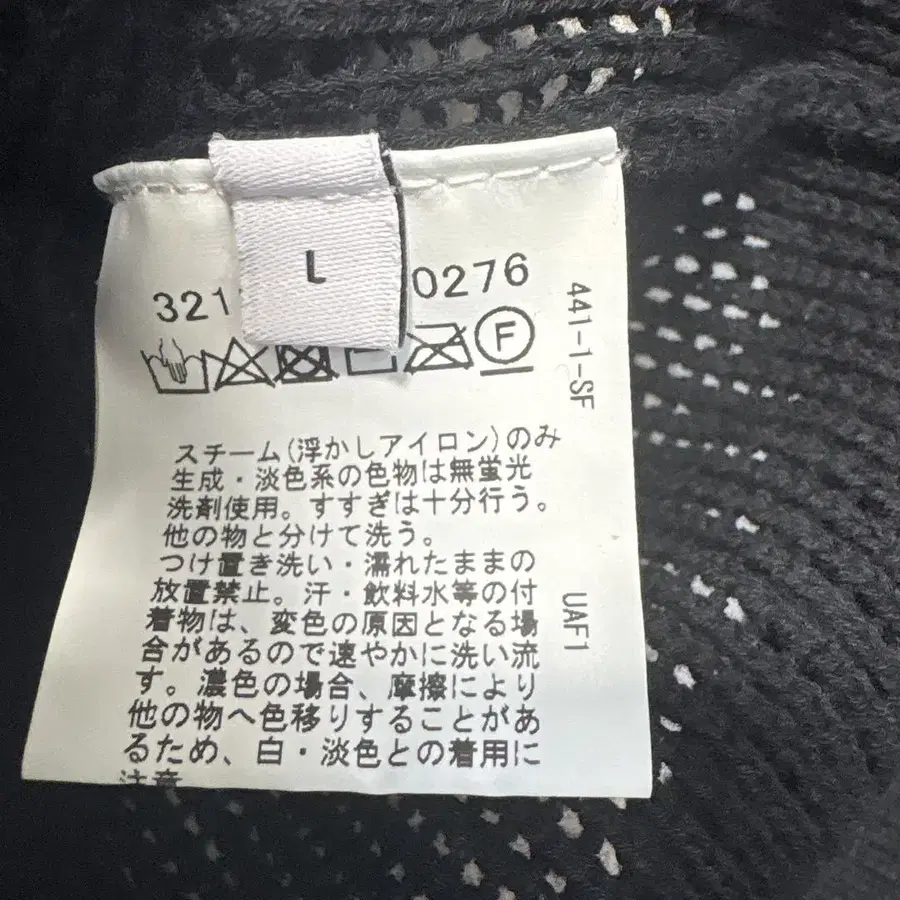 L
321 0276
F
441-1-SF
スチーム(浮かしアイロン)のみ
生成・淡色系の色物は無蛍光
洗剤使用。すすぎは十分行う。
他の物と分けて洗う。
つけ置き洗い・濡れたままの
放置禁止。汗・飲料水等の付
着物は、変色の原因となる場
合があるので速やかに洗い流
す。濃色の場合、摩擦により
他の物へ色移りすることがあ
るため、白・淡色との着用に
注意
UAF1